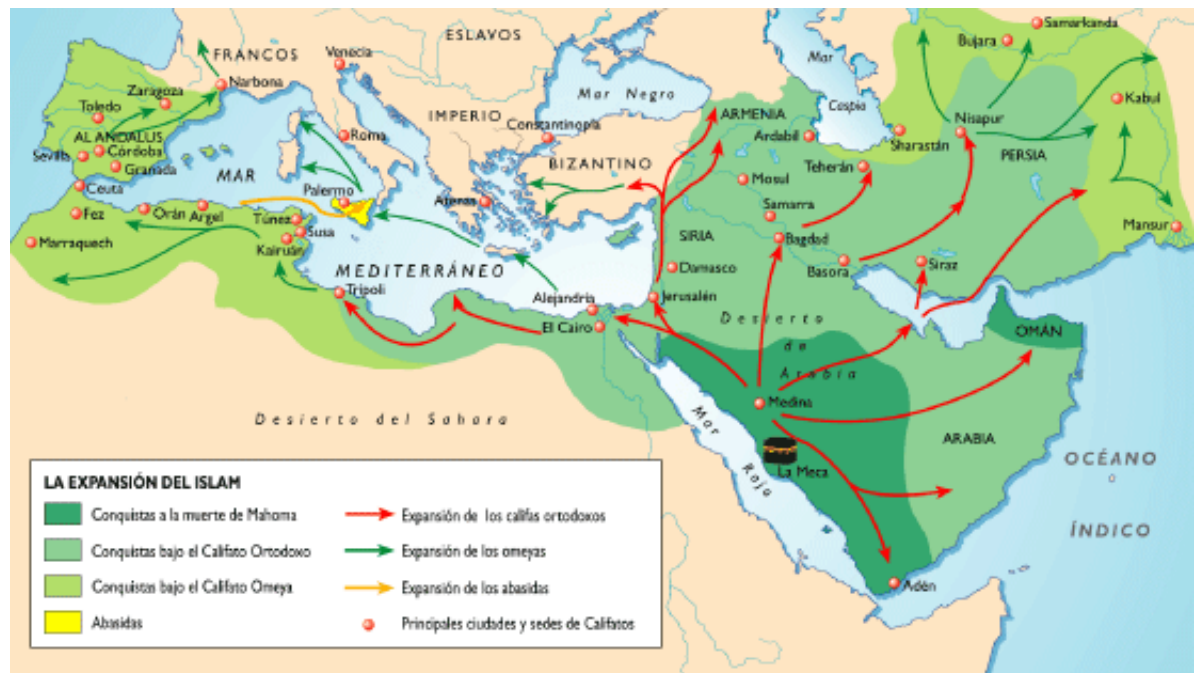 ESLAVOS
FRANCOS
Venecia
Narbona
Zaragoza
Toledo
AL ANDALUS
Sevilla
Córdoba
Granada
Ceuta
MAR
Roma
IMPERIO
Constantinopla
Mar Negro
BIZANTINO
Mar
Caspio
Samarkanda
Bujara
Kabul
ARMENIA
Ardabil
Sharastán
Nisapur
PERSIA
Teherán
Mosul
Samarra
Bagdad
SIRIA
Damasco
Basora
Siraz
Mansur
Palermo
Atenas
Fez
Orán
Argel
Túnez
Susa
Kairuán
Marraquech
MEDITERRÁNEO
Trípoli
Alejandría
El Cairo
Jerusalén
Desierto
de
Arabia
OMÁN
Medina
La Meca
Mar
Rojo
ARABIA
Adén
OCÉANO
ÍNDICO
Desierto del Sahara
LA EXPANSIÓN DEL ISLAM
Conquistas a la muerte de Mahoma
Expansión de los califas ortodoxos
Conquistas bajo el Califato Ortodoxo
Expansión de los omeyas
Conquistas bajo el Califato Omeya
Expansión de los abasidas
Abasidas
Principales ciudades y sedes de Califatos